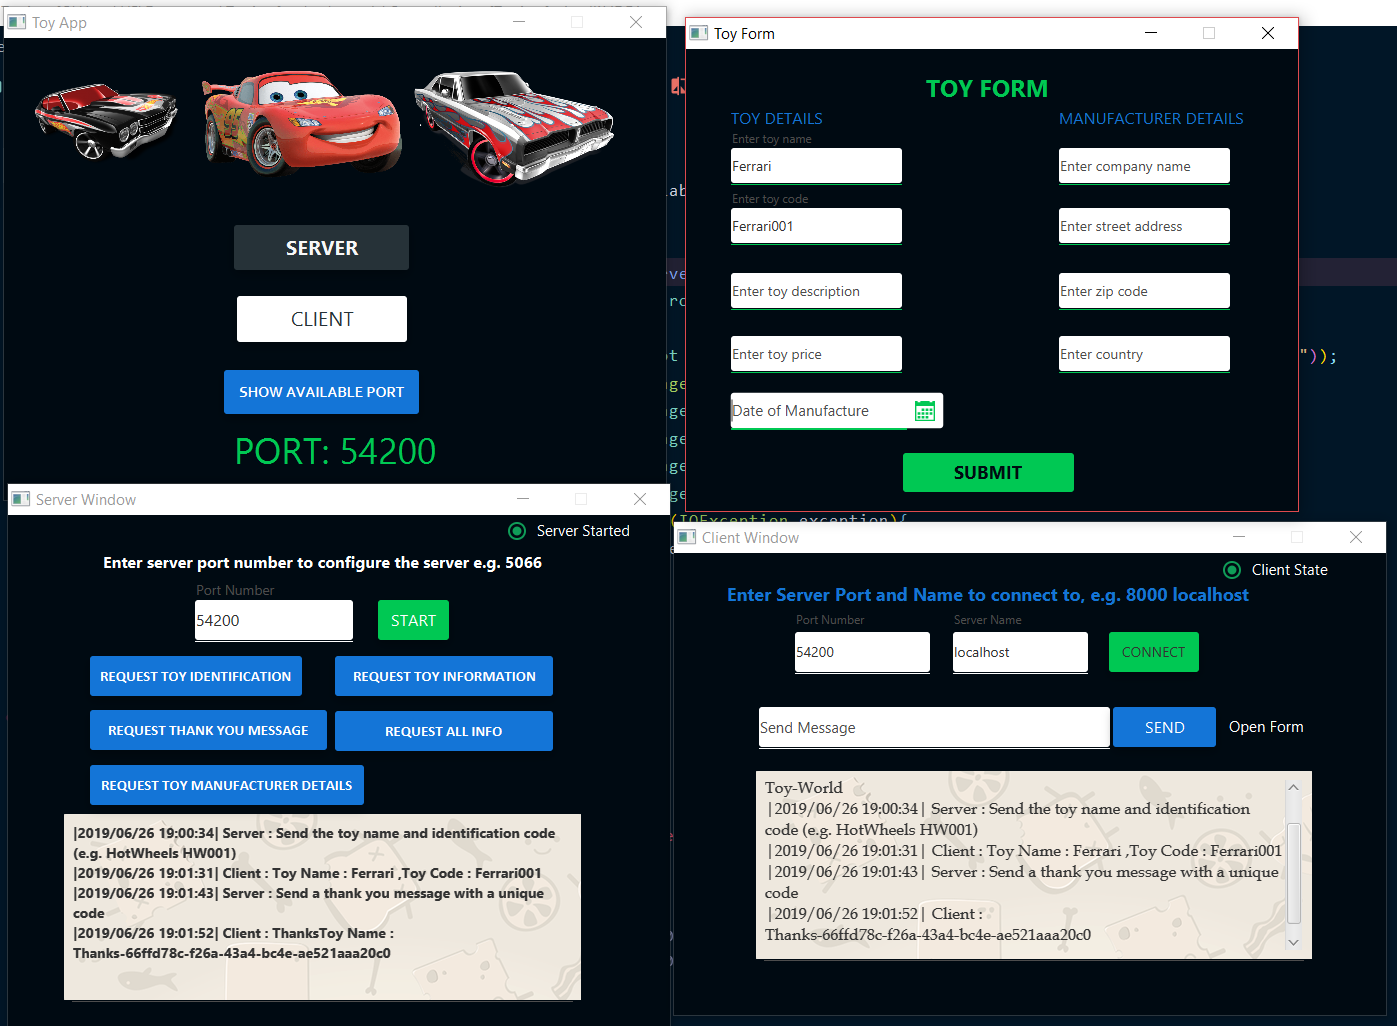 Toy App
SERVER
CLIENT
SHOW AVAILABLE PORT
PORT: 54200
Toy Form
TOY FORM
TOY DETAILS
Enter toy name
Ferrari
Enter toy code
Ferrari001
Enter toy description
Enter toy price
Date of Manufacture
MANUFACTURER DETAILS
Enter company name
Enter street address
Enter zip code
Enter country
SUBMIT
"));
(IOException exception){
Server Window
Server Started
Enter server port number to configure the server e.g. 5066
Port Number
54200
START
REQUEST TOY IDENTIFICATION
REQUEST TOY INFORMATION
REQUEST THANK YOU MESSAGE
REQUEST ALL INFO
REQUEST TOY MANUFACTURER DETAILS
|2019/06/26 19:00:34| Server : Send the toy name and identification code
(e.g. HotWheels HW001)
|2019/06/26 19:01:31| Client : Toy Name : Ferrari ,Toy Code : Ferrari001
|2019/06/26 19:01:43| Server : Send a thank you message with a unique
code
|2019/06/26 19:01:52| Client : ThanksToy Name :
Thanks-66ffd78c-f26a-43a4-bc4e-ae521aaa20c0
Client Window
Client State
Enter Server Port and Name to connect to, e.g. 8000 localhost
Port Number
Server Name
54200
localhost
CONNECT
Send Message
SEND
Open Form
Toy-World
|2019/06/26 19:00:34| Server : Send the toy name and identification
code (e.g. HotWheels HW001)
|2019/06/26 19:01:31| Client : Toy Name : Ferrari ,Toy Code : Ferrari001
|2019/06/26 19:01:43| Server : Send a thank you message with a unique
code
|2019/06/26 19:01:52| Client :
Thanks-66ffd78c-f26a-43a4-bc4e-ae521aaa20c0